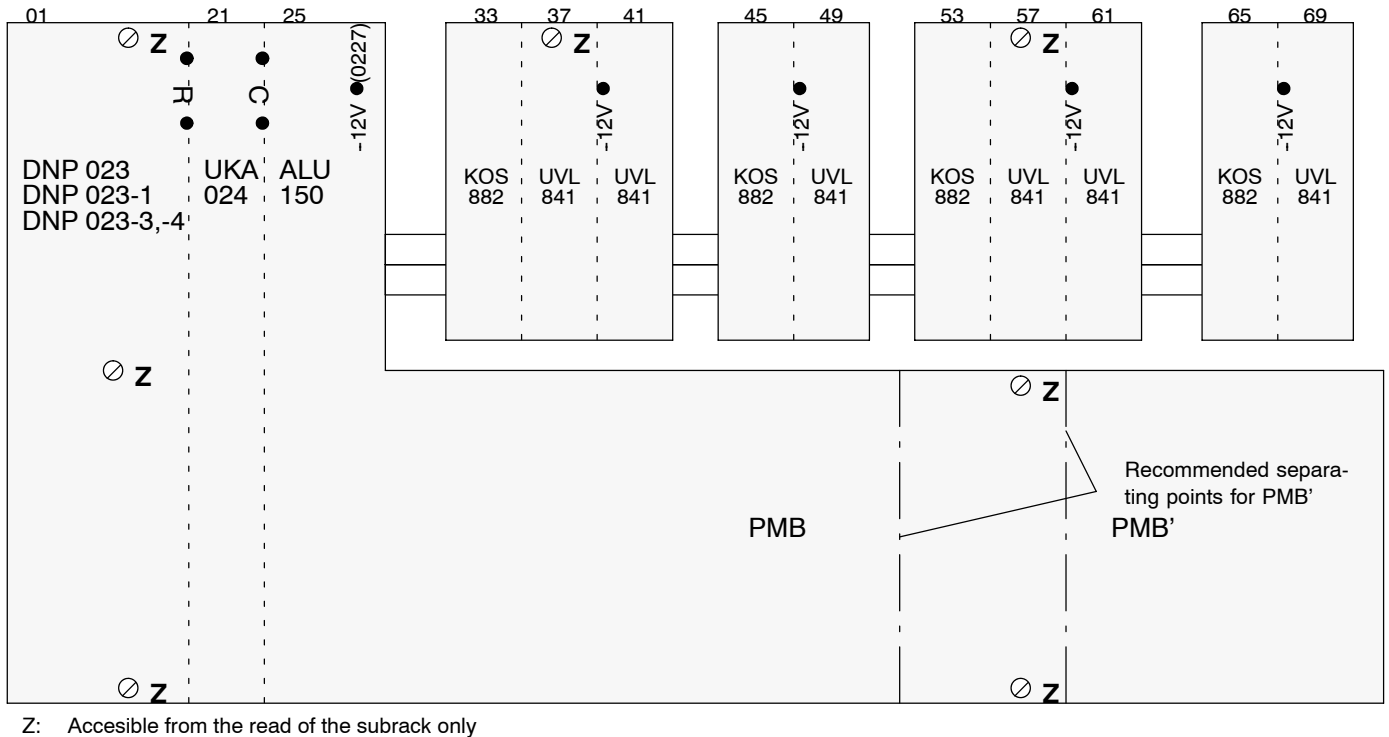 01 21 25 33 37 41 45 49 53 57 61 65 69
Z Z Z
R C -12V (0227)
-12V -12V -12V -12V
DNP 023 UKA ALU
DNP 023-1 024 150
DNP 023-3,-4
KOS UVL UVL KOS UVL KOS UVL UVL KOS UVL
882 841 841 882 841 882 841 841 882 841
Z Z
Recommended separa-
ting points for PMB’
PMB PMB’
Z Z
Z: Accesible from the read of the subrack only